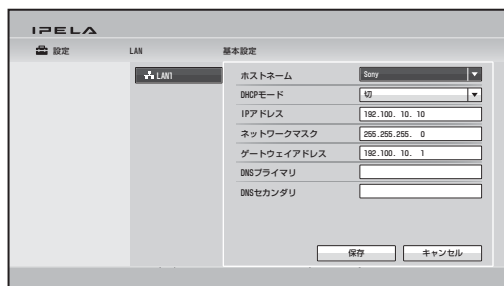 IPELA
設定 LAN 基本設定
LAN1
ホストネーム Sony
DHCPモード 切
IPアドレス 192.100. 10. 10
ネットワークマスク 255.255.255. 0
ゲートウェイアドレス 192.100. 10. 1
DNSプライマリ
DNSセカンダリ
保存 キャンセル